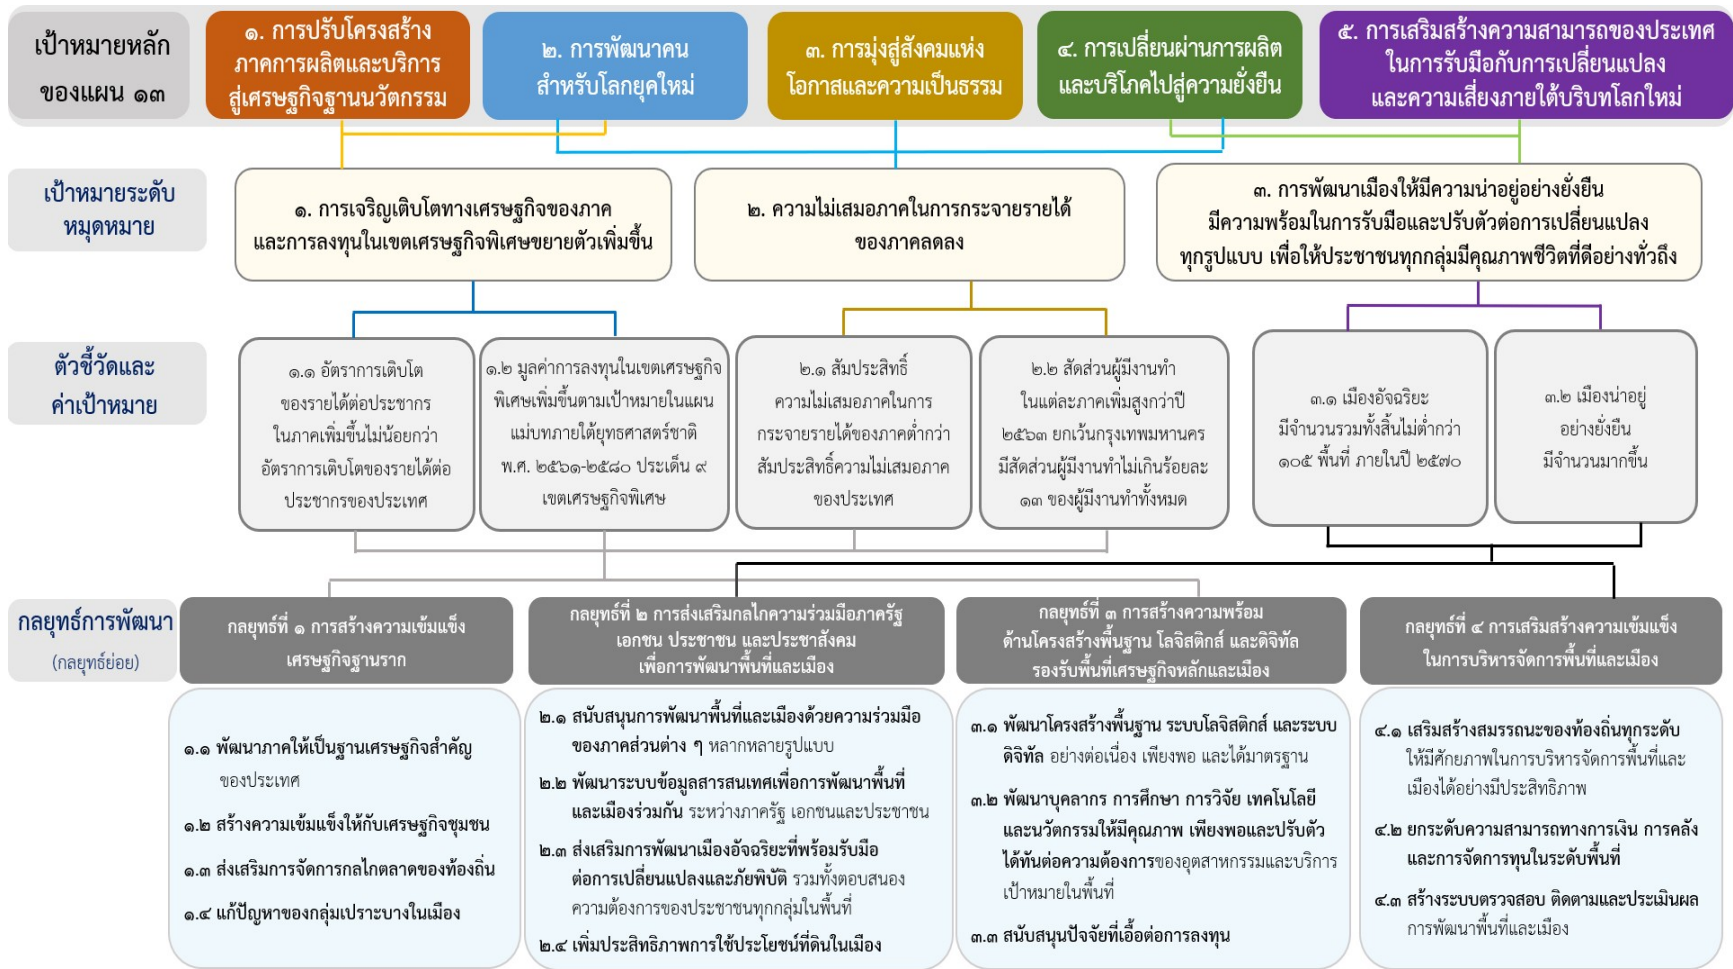 เป้าหมายหลัก
ของแผน ๑๓
๑. การปรับโครงสร้าง
ภาคการผลิตและบริการ
สู่เศรษฐกิจฐานนวัตกรรม
๒. การพัฒนาคน
สำหรับโลกยุคใหม่
๓. การมุ่งสู่สังคมแห่ง
โอกาสและความเป็นธรรม
๔. การเปลี่ยนผ่านการผลิต
และบริโภคไปสู่ความยั่งยืน
๕. การเสริมสร้างความสามารถของประเทศ
ในการรับมือกับการเปลี่ยนแปลง
และความเสี่ยงภายใต้บริบทโลกใหม่
เป้าหมายระดับ
หมุดหมาย
๑. การเจริญเติบโตทางเศรษฐกิจของภาค
และการลงทุนในเขตเศรษฐกิจพิเศษขยายตัวเพิ่มขึ้น
๒. ความไม่เสมอภาคในการกระจายรายได้
ของภาคลดลง
๓. การพัฒนาเมืองให้มีความน่าอยู่อย่างยั่งยืน
มีความพร้อมในการรับมือและปรับตัวต่อการเปลี่ยนแปลง
ทุกรูปแบบ เพื่อให้ประชาชนทุกกลุ่มมีคุณภาพชีวิตที่ดีอย่างทั่วถึง
ตัวชี้วัดและ
ค่าเป้าหมาย
๑.๑ อัตราการเติบโต
ของรายได้ต่อประชากร
ในภาคเพิ่มขึ้นไม่น้อยกว่า
อัตราการเติบโตของรายได้ต่อ
ประชากรของประเทศ
๑.๒ มูลค่าการลงทุนในเขตเศรษฐกิจ
พิเศษเพิ่มขึ้นตามเป้าหมายในแผน
แม่บทภายใต้ยุทธศาสตร์ชาติ
พ.ศ. ๒๕๖๑-๒๕๘๐ ประเด็น ๙
เขตเศรษฐกิจพิเศษ
๒.๑ สัมประสิทธิ์
ความไม่เสมอภาคในการ
กระจายรายได้ของภาคต่ำกว่า
สัมประสิทธิ์ความไม่เสมอภาค
ของประเทศ
๒.๒ สัดส่วนผู้มีงานทำ
ในแต่ละภาคเพิ่มสูงกว่าปี
๒๕๖๓ ยกเว้นกรุงเทพมหานคร
มีสัดส่วนผู้มีงานทำไม่เกินร้อยละ
๑๓ ของผู้มีงานทำทั้งหมด
๓.๑ เมืองอัจฉริยะ
มีจำนวนรวมทั้งสิ้นไม่ต่ำกว่า
๑๐๕ พื้นที่ ภายในปี ๒๕๗๐
๓.๒ เมืองน่าอยู่
อย่างยั่งยืน
มีจำนวนมากขึ้น
กลยุทธ์การพัฒนา
(กลยุทธ์ย่อย)
กลยุทธ์ที่ ๑ การสร้างความเข้มแข็ง
เศรษฐกิจฐานราก
กลยุทธ์ที่ ๒ การส่งเสริมกลไกความร่วมมือภาครัฐ
เอกชน ประชาชน และประชาสังคม
เพื่อการพัฒนาพื้นที่และเมือง
กลยุทธ์ที่ ๓ การสร้างความพร้อม
ด้านโครงสร้างพื้นฐาน โลจิสติกส์ และดิจิทัล
รองรับพื้นที่เศรษฐกิจหลักและเมือง
กลยุทธ์ที่ ๔ การเสริมสร้างความเข้มแข็ง
ในการบริหารจัดการพื้นที่และเมือง
๑.๑ พัฒนาภาคให้เป็นฐานเศรษฐกิจสำคัญ
ของประเทศ
๑.๒ สร้างความเข้มแข็งให้กับเศรษฐกิจชุมชน
๑.๓ ส่งเสริมการจัดการกลไกตลาดของท้องถิ่น
๑.๔ แก้ปัญหาของกลุ่มเปราะบางในเมือง
๒.๑ สนับสนุนการพัฒนาพื้นที่และเมืองด้วยความร่วมมือ
ของภาคส่วนต่าง ๆ หลากหลายรูปแบบ
๒.๒ พัฒนาระบบข้อมูลสารสนเทศเพื่อการพัฒนาพื้นที่
และเมืองร่วมกัน ระหว่างภาครัฐ เอกชนและประชาชน
๒.๓ ส่งเสริมการพัฒนาเมืองอัจฉริยะที่พร้อมรับมือ
ต่อการเปลี่ยนแปลงและภัยพิบัติ รวมทั้งตอบสนอง
ความต้องการของประชาชนทุกกลุ่มในพื้นที่
๒.๔ เพิ่มประสิทธิภาพการใช้ประโยชน์ที่ดินในเมือง
๓.๑ พัฒนาโครงสร้างพื้นฐาน ระบบโลจิสติกส์ และระบบ
ดิจิทัล อย่างต่อเนื่อง เพียงพอ และได้มาตรฐาน
๓.๒ พัฒนาบุคลากร การศึกษา การวิจัย เทคโนโลยี
และนวัตกรรมให้มีคุณภาพ เพียงพอและปรับตัว
ได้ทันต่อความต้องการของอุตสาหกรรมและบริการ
เป้าหมายในพื้นที่
๓.๓ สนับสนุนปัจจัยที่เอื้อต่อการลงทุน
๔.๑ เสริมสร้างสมรรถนะของท้องถิ่นทุกระดับ
ให้มีศักยภาพในการบริหารจัดการพื้นที่และ
เมืองได้อย่างมีประสิทธิภาพ
๔.๒ ยกระดับความสามารถทางการเงิน การคลัง
และการจัดการทุนในระดับพื้นที่
๔.๓ สร้างระบบตรวจสอบ ติดตามและประเมินผล
การพัฒนาพื้นที่และเมือง